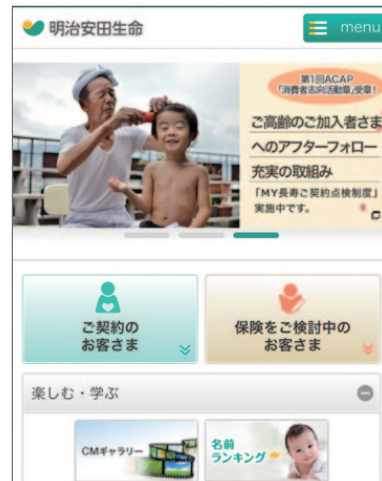 明治安田生命
menu
第1回ACAP
「消費者志向活動章」受章!
ご高齢のご加入者さま
へのアフターフォロー
充実の取組み
「MY長寿ご契約点検制度」
実施中です。
ご契約の
お客さま
保険をご検討中の
お客さま
楽しむ・学ぶ
CMギャラリー
名前
ランキング